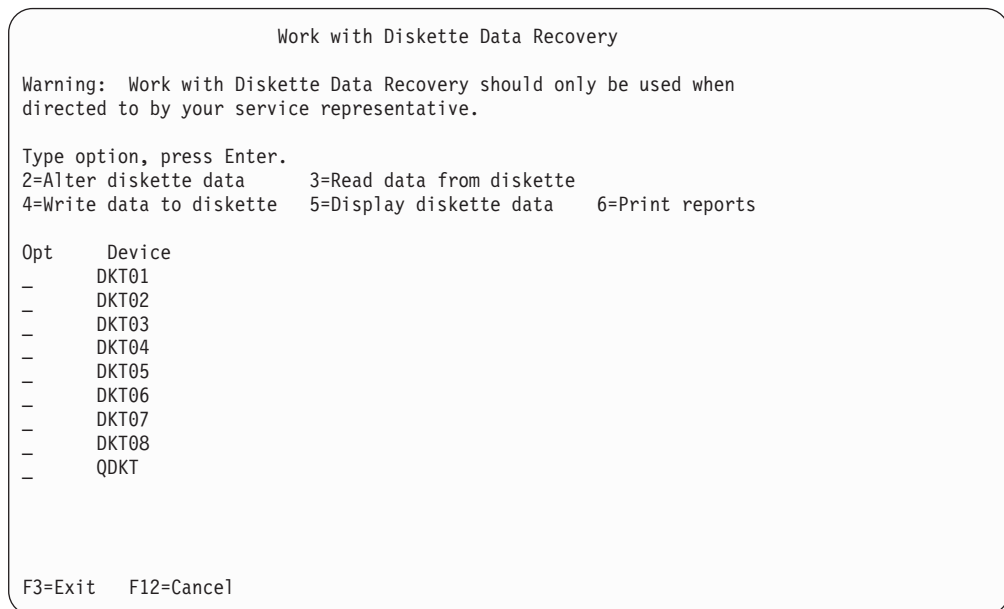 Work with Diskette Data Recovery
Warning:  Work with Diskette Data Recovery should only be used when
directed to by your service representative.
Type option, press Enter.
2=Alter diskette data      3=Read data from diskette
4=Write data to diskette   5=Display diskette data    6=Print reports
Opt     Device
_      DKT01
_      DKT02
_      DKT03
_      DKT04
_      DKT05
_      DKT06
_      DKT07
_      DKT08
_      QDKT
F3=Exit   F12=Cancel